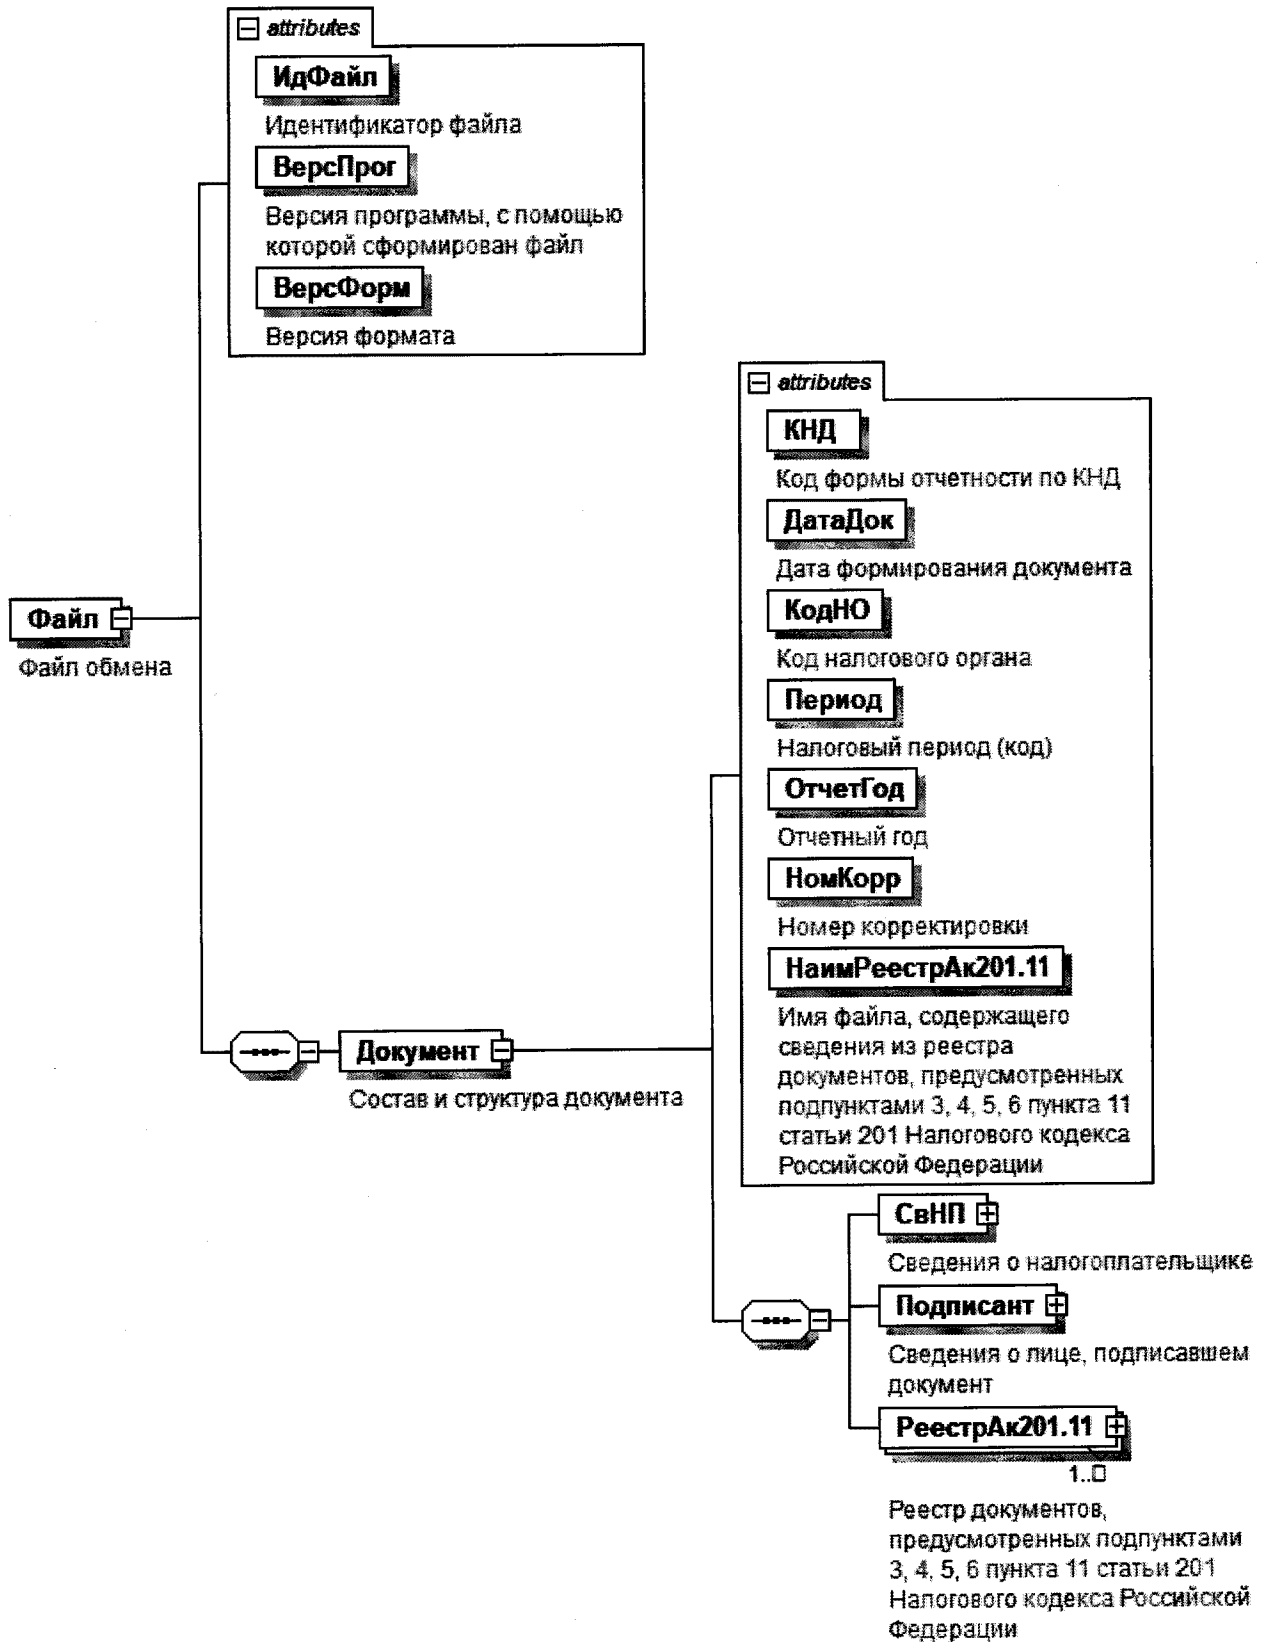 attributes
ИдФайл
Идентификатор файла
ВерсПрог
Версия программы, с помощью
которой сформирован файл
ВерсФорм
Версия формата
Файл
Файл обмена
Документ
Состав и структура документа
attributes
КНД
Код формы отчетности по КНД
ДатаДок
Дата формирования документа
КодНО
Код налогового органа
Период
Налоговый период (код)
ОтчетГод
Отчетный год
НомКорр
Номер корректировки
НаимРеестрАк201.11
Имя файла, содержащего
сведения из реестра
документов, предусмотренных
подпунктами 3, 4, 5, 6 пункта 11
статьи 201 Налогового кодекса
Российской Федерации
СвНП
Сведения о налогоплательщике
Подписант
Сведения о лице, подписавшем
документ
РеестрАк201.11
1..□
Реестр документов,
предусмотренных подпунктами
3, 4, 5, 6 пункта 11 статьи 201
Налогового кодекса Российской
Федерации